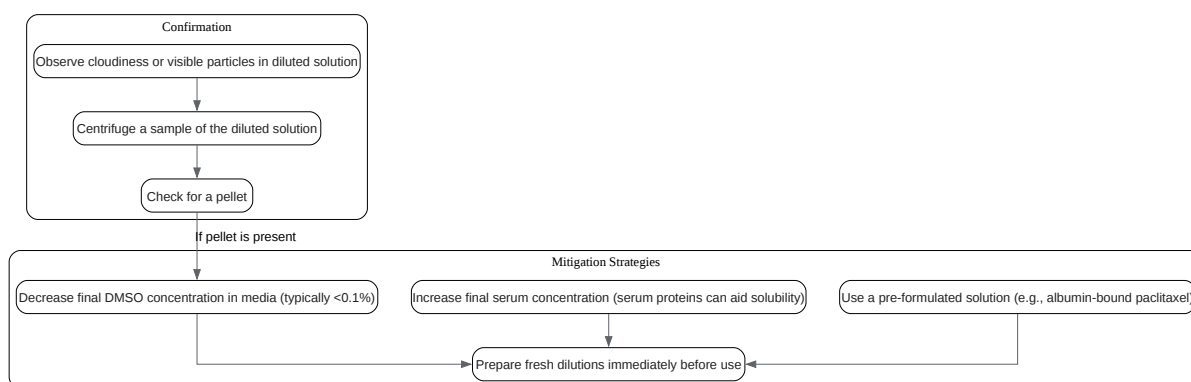 Confirmation
Observe cloudiness or visible particles in diluted solution
Centrifuge a sample of the diluted solution
Check for a pellet
If pellet is present
Mitigation Strategies
Decrease final DMSO concentration in media (typically <0.1%)
Increase final serum concentration (serum proteins can aid solubility)
Use a pre-formulated solution (e.g., albumin-bound paclitaxel)
Prepare fresh dilutions immediately before use